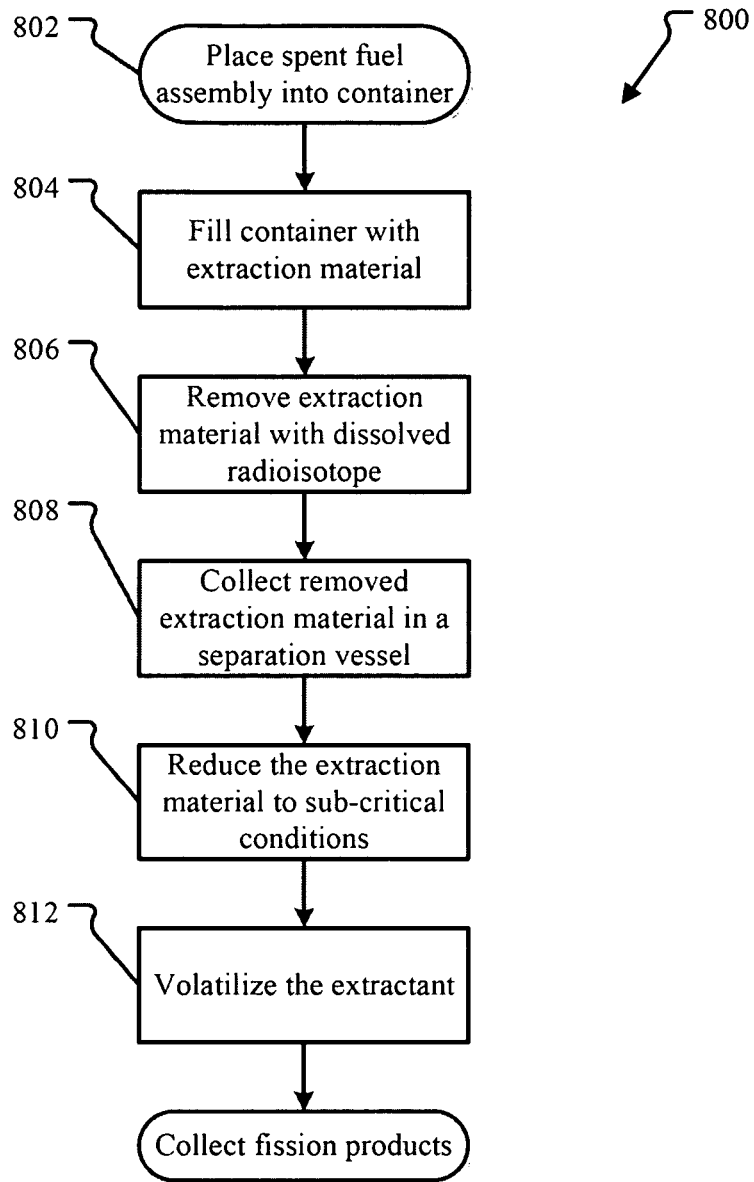 802
Place spent fuel
assembly into container
800
804
Fill container with
extraction material
806
Remove extraction
material with dissolved
radioisotope
808
Collect removed
extraction material in a
separation vessel
810
Reduce the extraction
material to sub-critical
conditions
812
Volatilize the extractant
Collect fission products